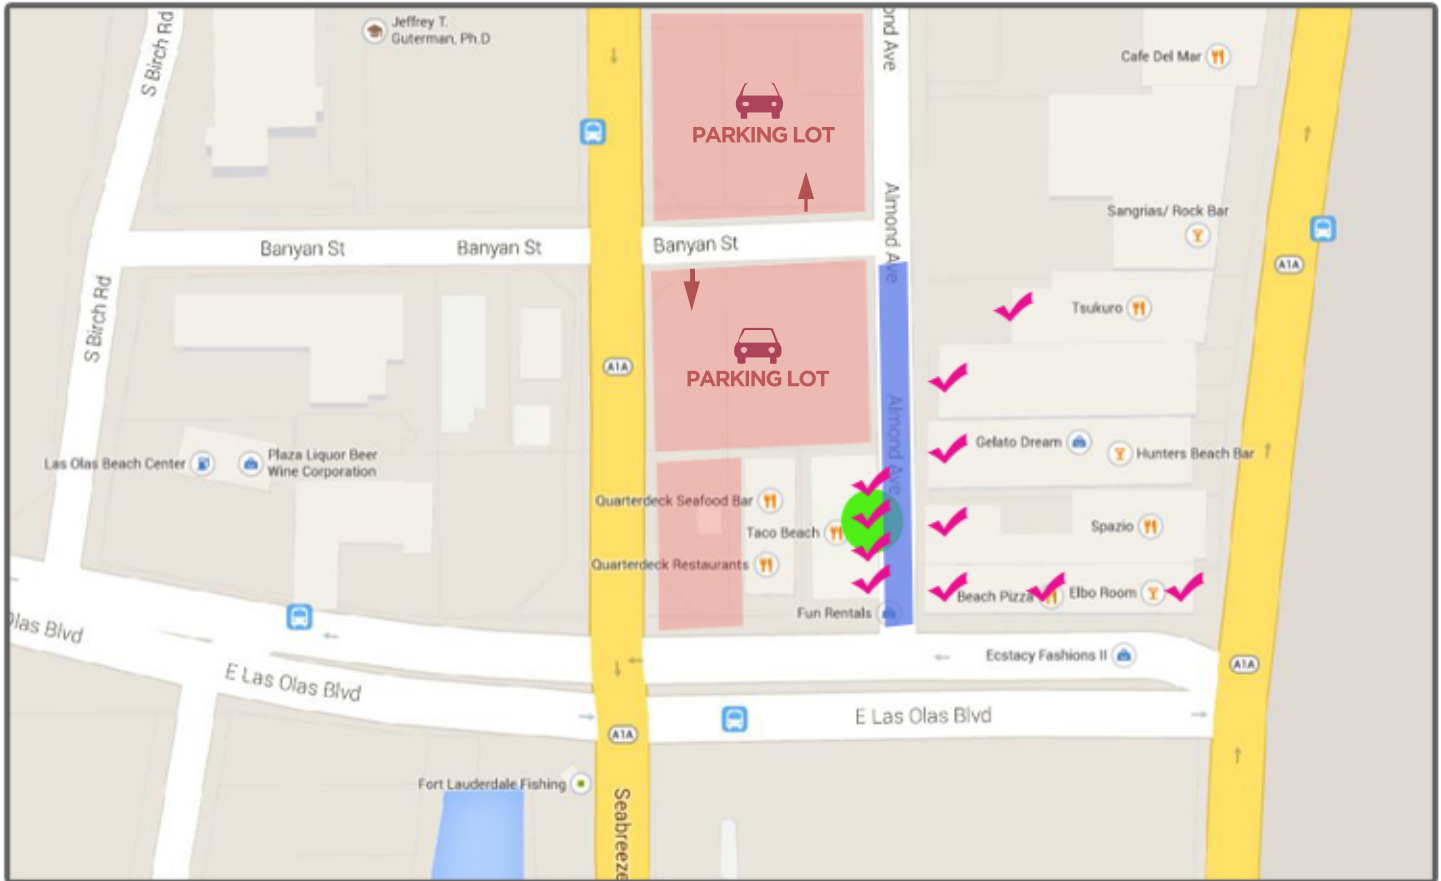 S Birch Rd
Jeffrey T.
Guterman, Ph.D
ond Ave
Cafe Del Mar
PARKING LOT
Almond Ave
Sangrias/ Rock Bar
Banyan St
Banyan St
Banyan St
A1A
S Birch Rd
Tsukuro
A1A
PARKING LOT
Almond Ave
Gelato Dream
Hunters Beach Bar
Las Olas Beach Center
Plaza Liquor Beer
Wine Corporation
Quarterdeck Seafood Bar
Taco Beach
Spazio
Quarterdeck Restaurants
Beach Pizza
Elbo Room
Fun Rentals
Olas Blvd
Ecstacy Fashions II
A1A
E Las Olas Blvd
E Las Olas Blvd
A1A
Fort Lauderdale Fishing
Seabreeze